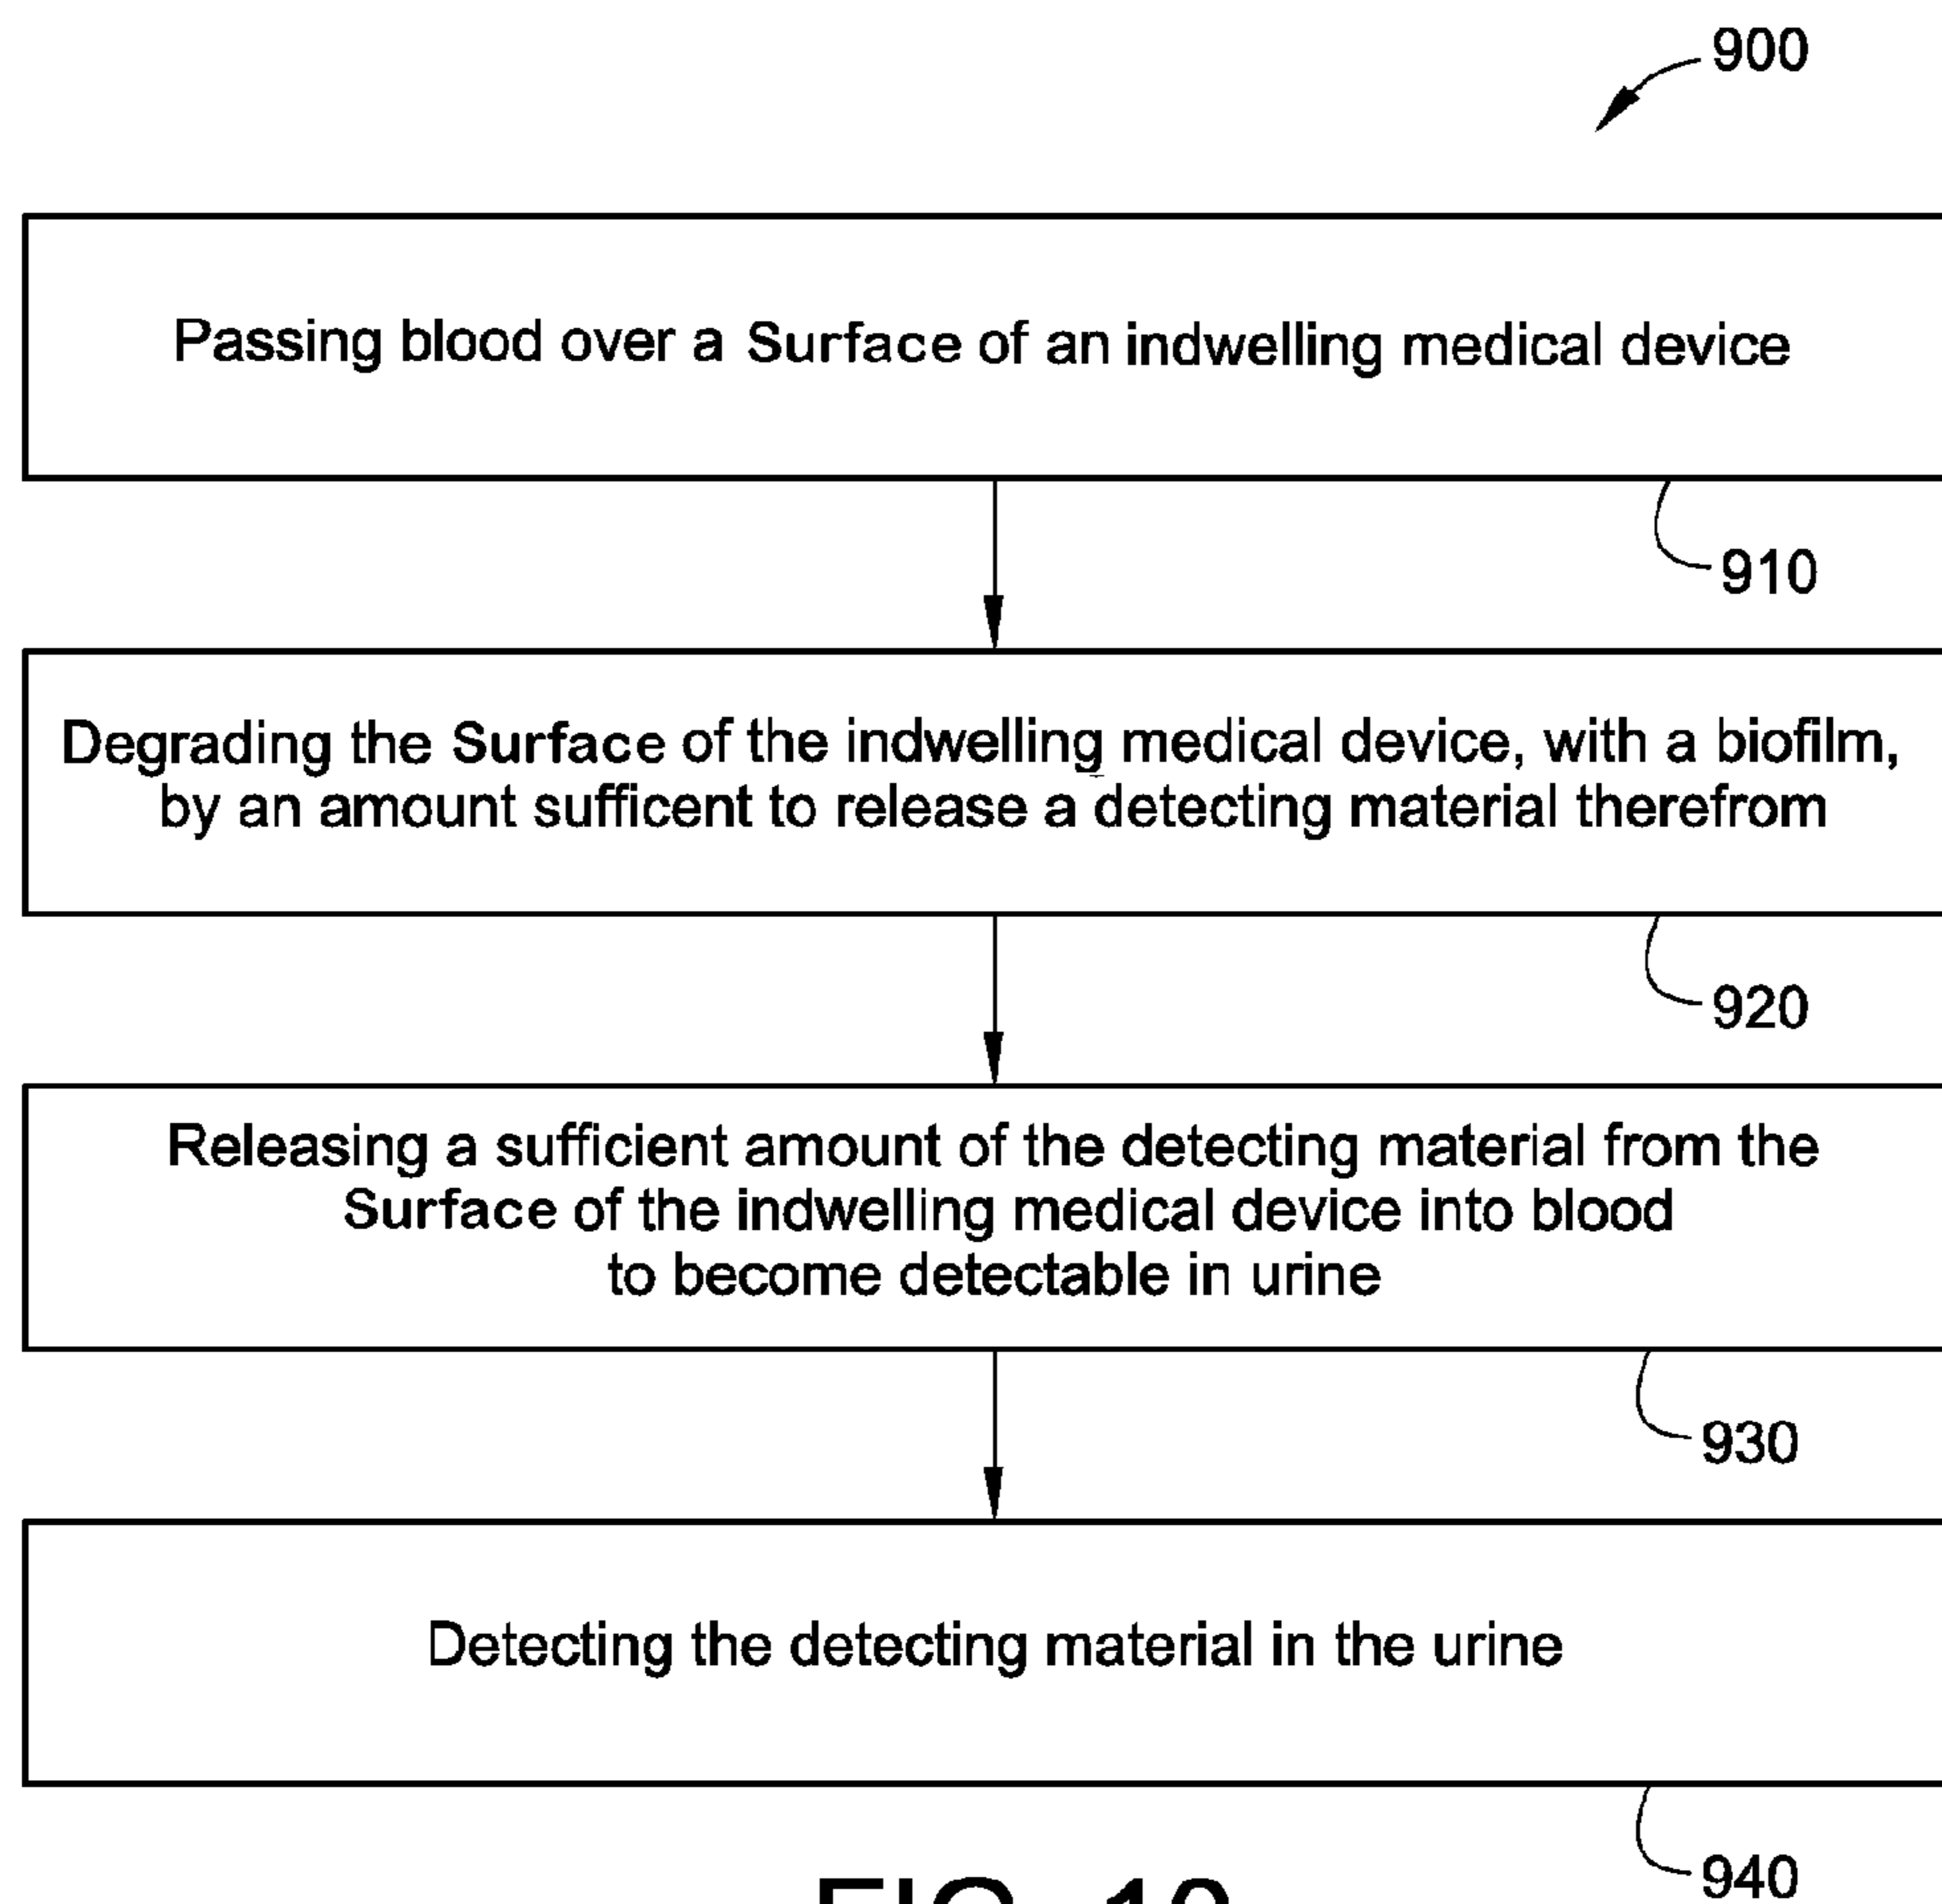 900
Passing blood over a Surface of an indwelling medical device
910
Degrading the Surface of the indwelling medical device, with a biofilm,
by an amount sufficent to release a detecting material therefrom
920
Releasing a sufficient amount of the detecting material from the
Surface of the indwelling medical device into blood
to become detectable in urine
930
Detecting the detecting material in the urine
940
FIG.